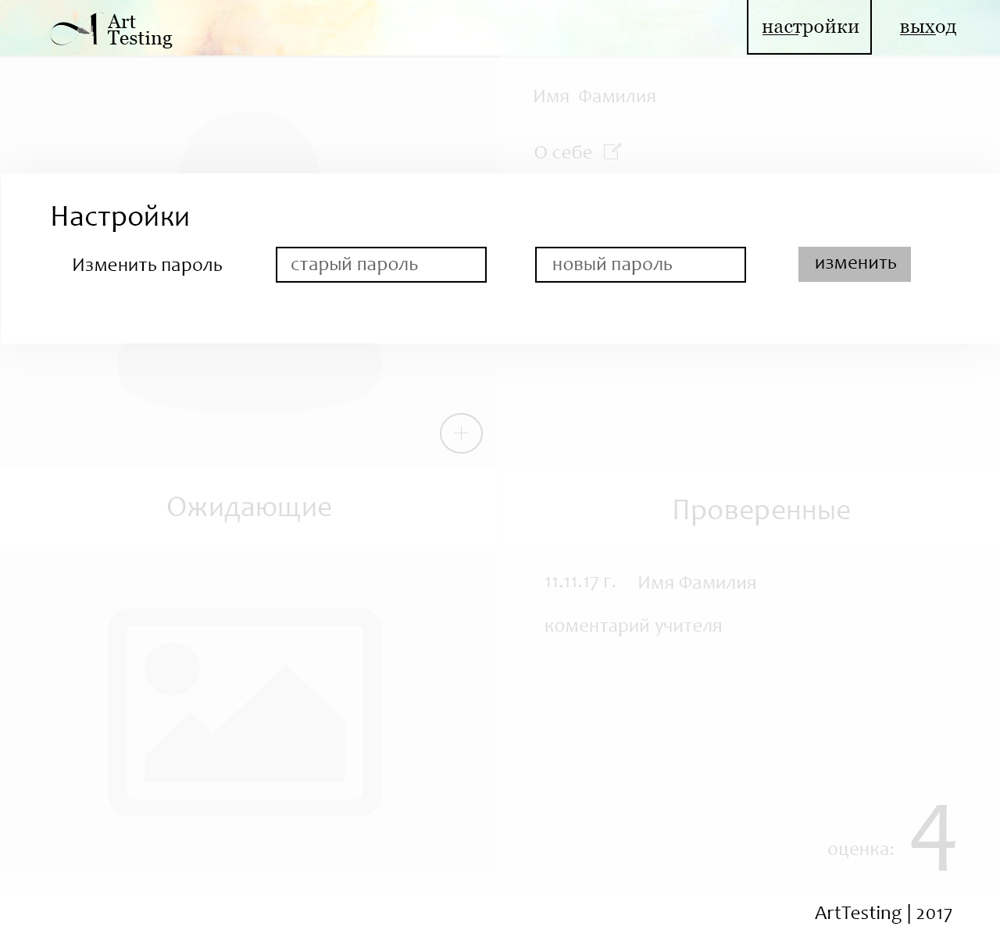 Art
Testing
настройки
выход
Имя Фамилия
О себе
Настройки
Изменить пароль
старый пароль
новый пароль
изменить
Ожидающие
Проверенные
11.11.17 г.
Имя Фамилия
коментарий учителя
оценка: 4
ArtTesting | 2017